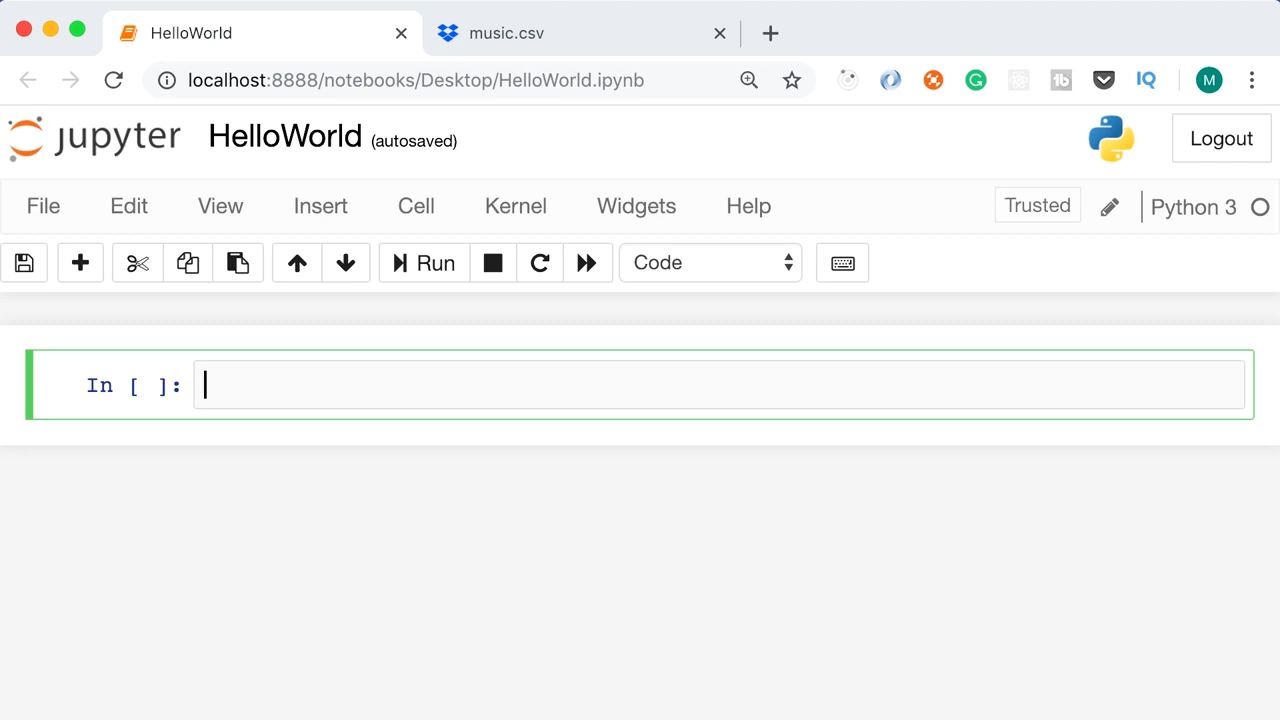 HelloWorld
music.csv
localhost:8888/notebooks/Desktop/HelloWorld.ipynb
M
jupyter HelloWorld (autosaved)
Logout
File Edit View Insert Cell Kernel Widgets Help
Trusted
Python 3
Run
Code
In [ ]: